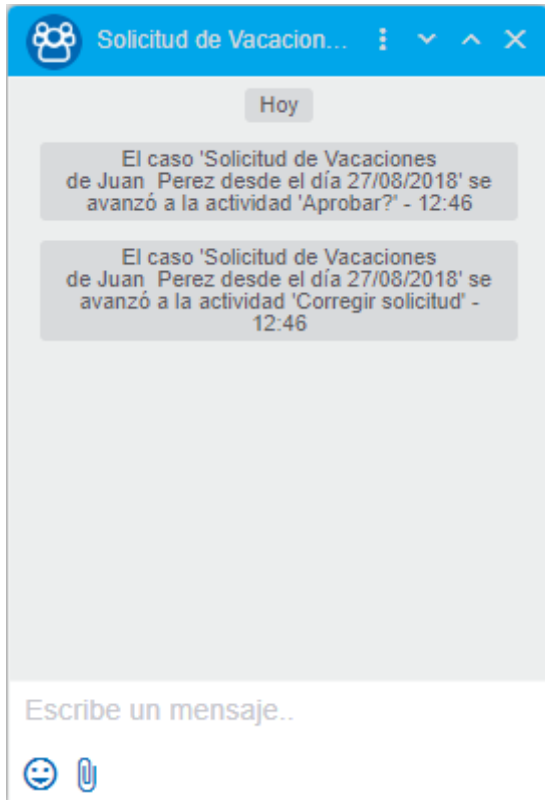 Solicitud de Vacacion...
Hoy
El caso 'Solicitud de Vacaciones
de Juan  Perez desde el día 27/08/2018' se
avanzó a la actividad 'Aprobar?' - 12:46
El caso 'Solicitud de Vacaciones
de Juan  Perez desde el día 27/08/2018' se
avanzó a la actividad 'Corregir solicitud' -
12:46
Escribe un mensaje..